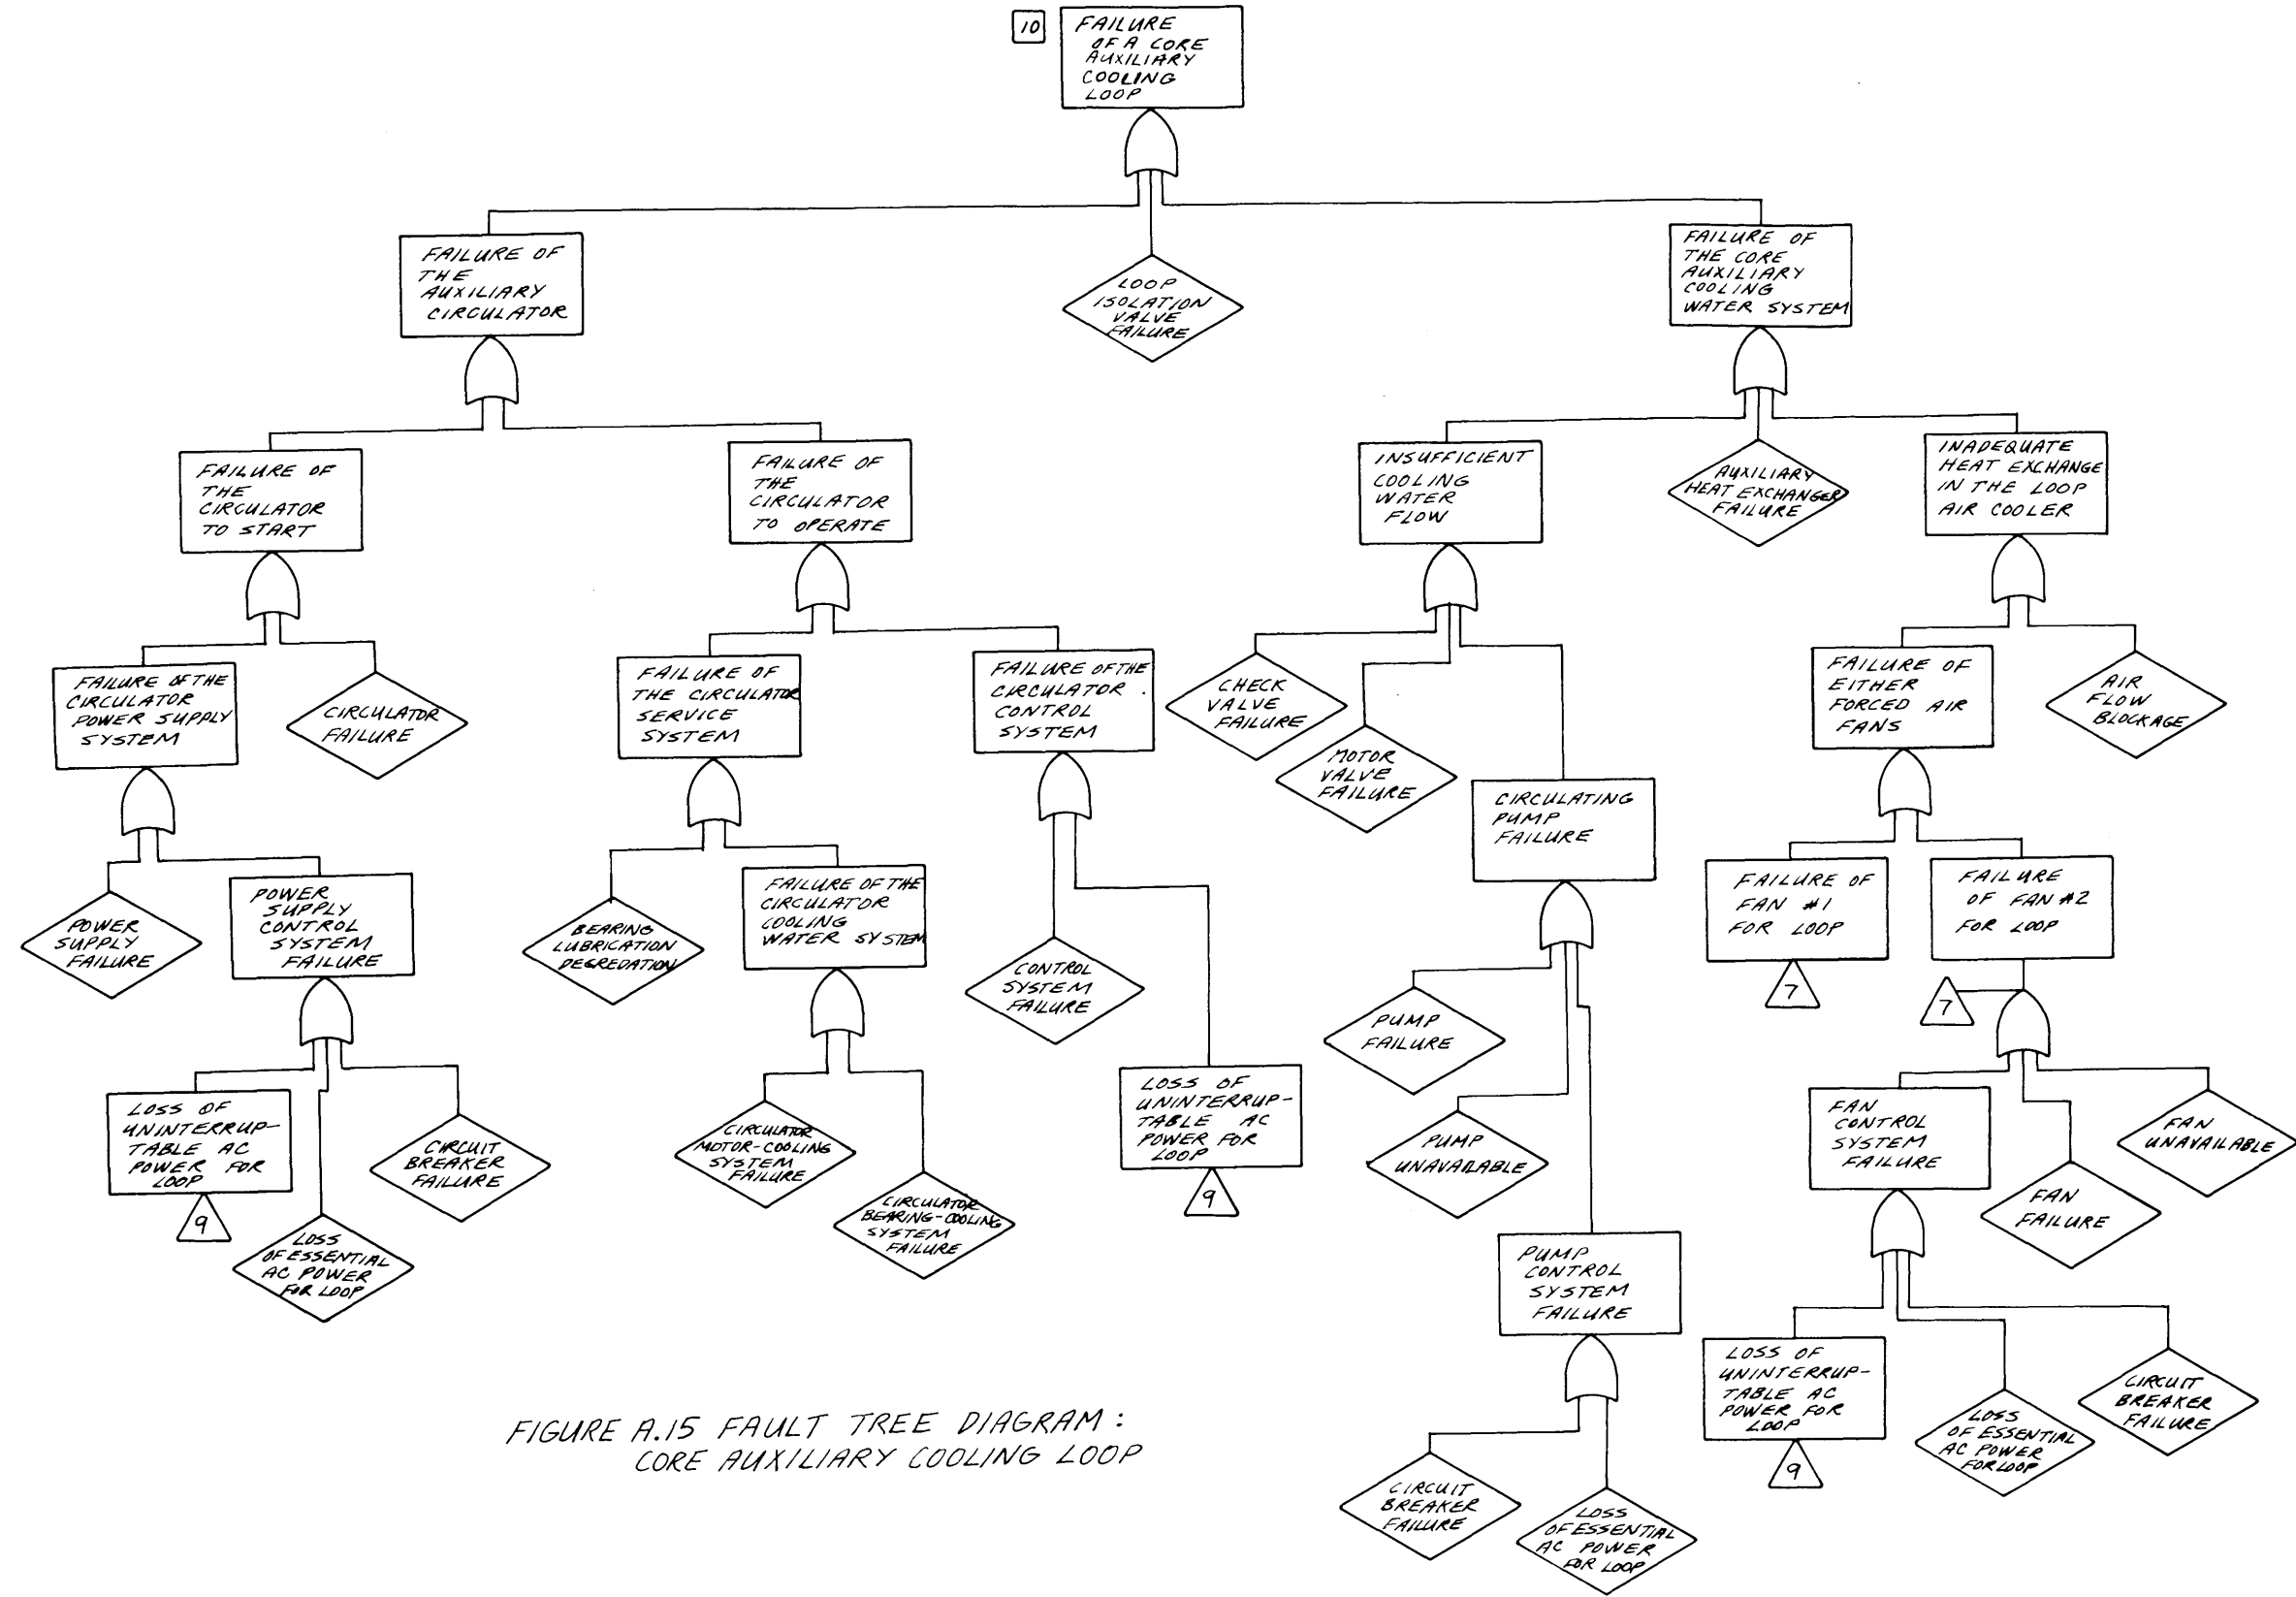 10
FAILURE
OF A CORE
AUXILIARY
COOLING
LOOP
FAILURE OF
THE
AUXILIARY
CIRCULATOR
LOOP
ISOLATION
VALVE
FAILURE
FAILURE OF
THE CORE
AUXILIARY
COOLING
WATER SYSTEM
FAILURE OF
THE
CIRCULATOR
TO START
FAILURE OF
THE
CIRCULATOR
TO OPERATE
INSUFFICIENT
COOLING
WATER
FLOW
AUXILIARY
HEAT EXCHANGER
FAILURE
INADEQUATE
HEAT EXCHANGE
IN THE LOOP
AIR COOLER
FAILURE OF THE
CIRCULATOR
POWER SUPPLY
SYSTEM
CIRCULATOR
FAILURE
FAILURE OF
THE CIRCULATOR
SERVICE
SYSTEM
FAILURE OF THE
CIRCULATOR
CONTROL
SYSTEM
CHECK
VALVE
FAILURE
MOTOR
VALVE
FAILURE
CIRCULATING
PUMP
FAILURE
FAILURE OF
EITHER
FORCED AIR
FANS
AIR
FLOW
BLOCKAGE
POWER
SUPPLY
FAILURE
POWER
SUPPLY
CONTROL
SYSTEM
FAILURE
BEARING
LUBRICATION
DEGREDATION
FAILURE OF THE
CIRCULATOR
COOLING
WATER SYSTEM
CONTROL
SYSTEM
FAILURE
PUMP
FAILURE
FAILURE OF
FAN #1
FOR LOOP
7
FAILURE
OF FAN #2
FOR LOOP
7
LOSS OF
UNINTERRUP-
TABLE AC
POWER FOR
LOOP
9
LOSS
OF ESSENTIAL
AC POWER
FOR LOOP
CIRCUIT
BREAKER
FAILURE
CIRCULATOR
MOTOR-COOLING
SYSTEM
FAILURE
CIRCULATOR
BEARING-COOLING
SYSTEM
FAILURE
LOSS OF
UNINTERRUP-
TABLE AC
POWER FOR
LOOP
9
PUMP
UNAVAILABLE
PUMP
CONTROL
SYSTEM
FAILURE
FAN
CONTROL
SYSTEM
FAILURE
FAN
FAILURE
FAN
UNAVAILABLE
CIRCUIT
BREAKER
FAILURE
LOSS
OF ESSENTIAL
AC POWER
FOR LOOP
LOSS OF
UNINTERRUP-
TABLE AC
POWER FOR
LOOP
9
LOSS
OF ESSENTIAL
AC POWER
FOR LOOP
CIRCUIT
BREAKER
FAILURE
FIGURE A.15 FAULT TREE DIAGRAM:
CORE AUXILIARY COOLING LOOP